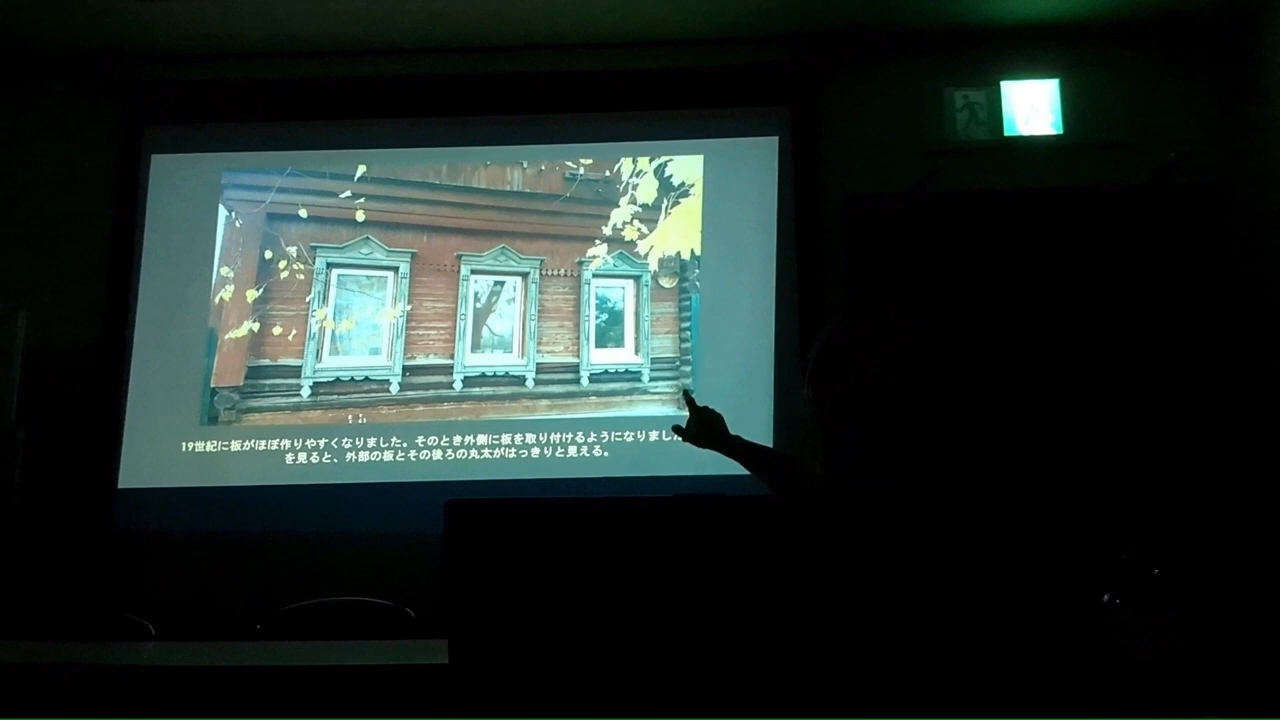 19世紀に板がほぼ作りやすくなりました。そのとき外側に板を取り付けるようになりまし
を見ると、外部の板とその後ろの丸太がはっきりと見える。